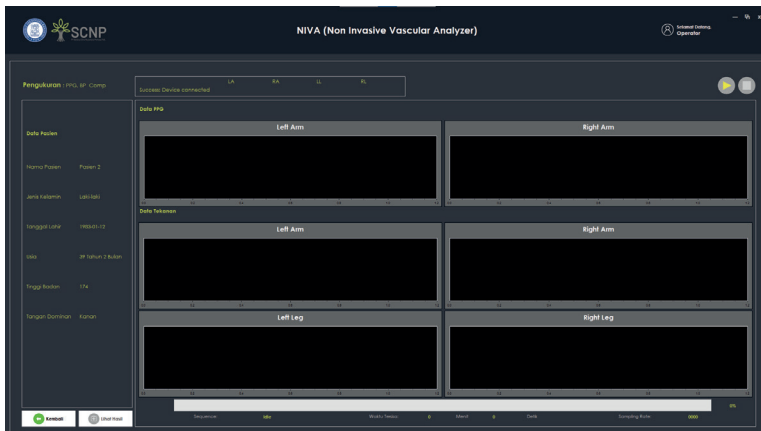 SCNP
NIVA (Non Invasive Vascular Analyzer)
Selamat Datang,
Operator
Pengukuran : PPG, BP Comp
LA RA LL RL
Success: Device connected
Data PPG
Left Arm Right Arm
Data Pasien
Nama Pasien Pasien 2
Jenis Kelamin Laki-laki
Data Tekanan
Left Arm Right Arm
Tanggal Lahir 1983-01-12
Usia 39 Tahun 2 Bulan
Tinggi Badan 174
Left Leg Right Leg
Tangan Dominan Kanan
0%
Kembali Lihat Hasil
Sequence Idle Waktu Tersisa 0 Menit 0 Detik Sampling Rate 0000